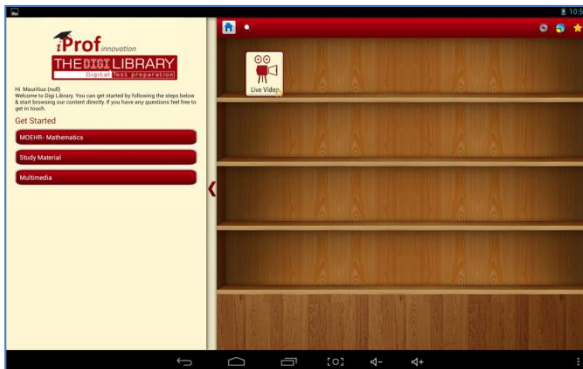 10:5
iProf innovation
THE DIGI LIBRARY
Digital Test preparation
Hi Mauritius (null)
Welcome to Digi Library. You can get started by following the steps below
& start browsing our content directly. If you have any questions feel free to
get in touch.
Get Started
MOEHR- Mathematics
Study Material
Multimedia
Live Video